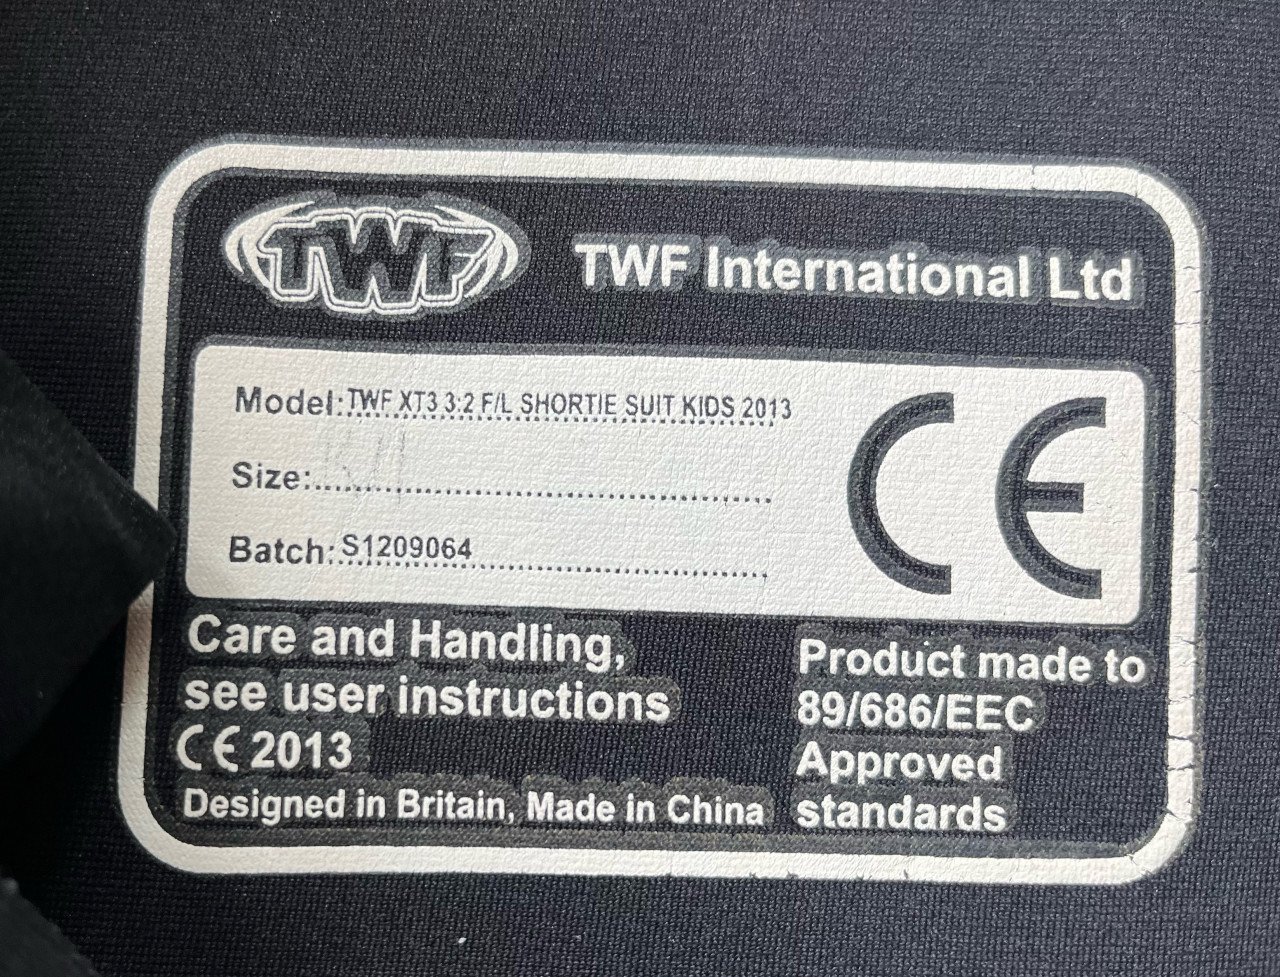 TWF
TWF International Ltd
Model: TWF XT3 3:2 F/L SHORTIE SUIT KIDS 2013
Size:
Batch: S1209064
CE
Care and Handling,
see user instructions
CE 2013
Designed in Britain, Made in China
Product made to
89/686/EEC
Approved
standards